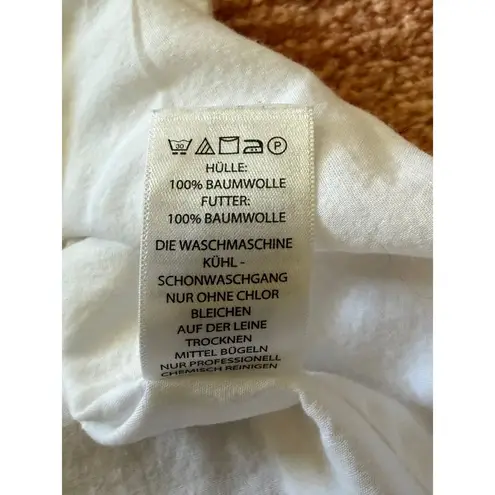 30 P
HÜLLE:
100% BAUMWOLLE
FUTTER:
100% BAUMWOLLE
DIE WASCHMASCHINE
KÜHL -
SCHONWASCHGANG
NUR OHNE CHLOR
BLEICHEN
AUF DER LEINE
TROCKNEN
MITTEL BÜGELN
NUR PROFESSIONELL
CHEMISCH REINIGEN